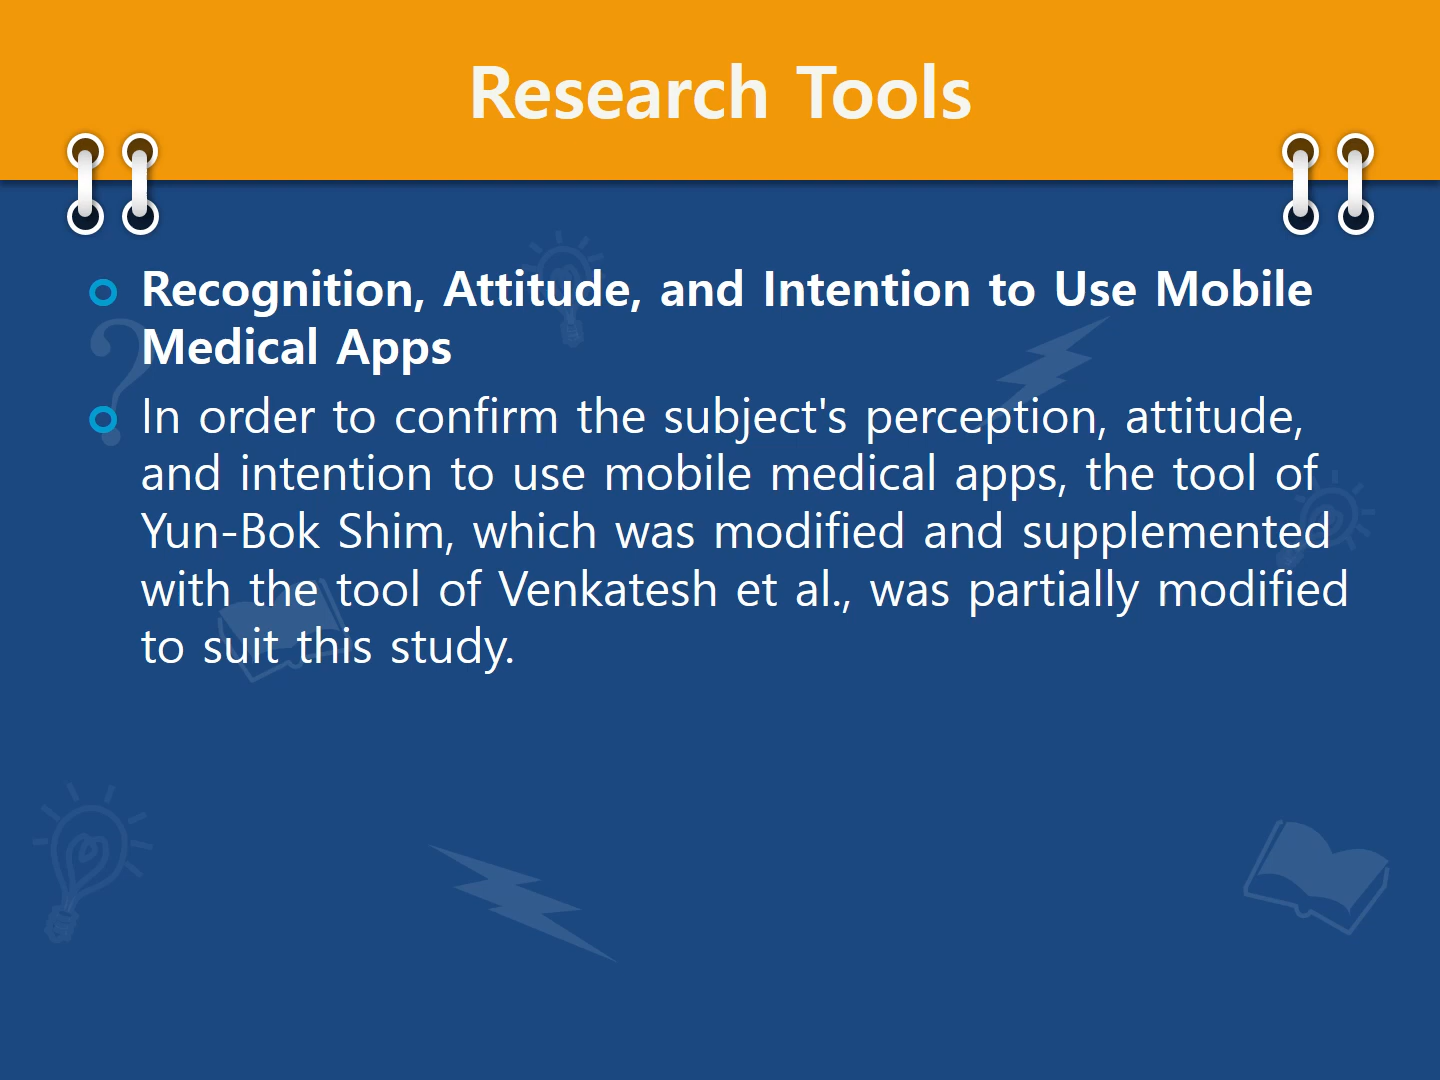 Research Tools
Recognition, Attitude, and Intention to Use Mobile
Medical Apps
In order to confirm the subject's perception, attitude,
and intention to use mobile medical apps, the tool of
Yun-Bok Shim, which was modified and supplemented
with the tool of Venkatesh et al., was partially modified
to suit this study.